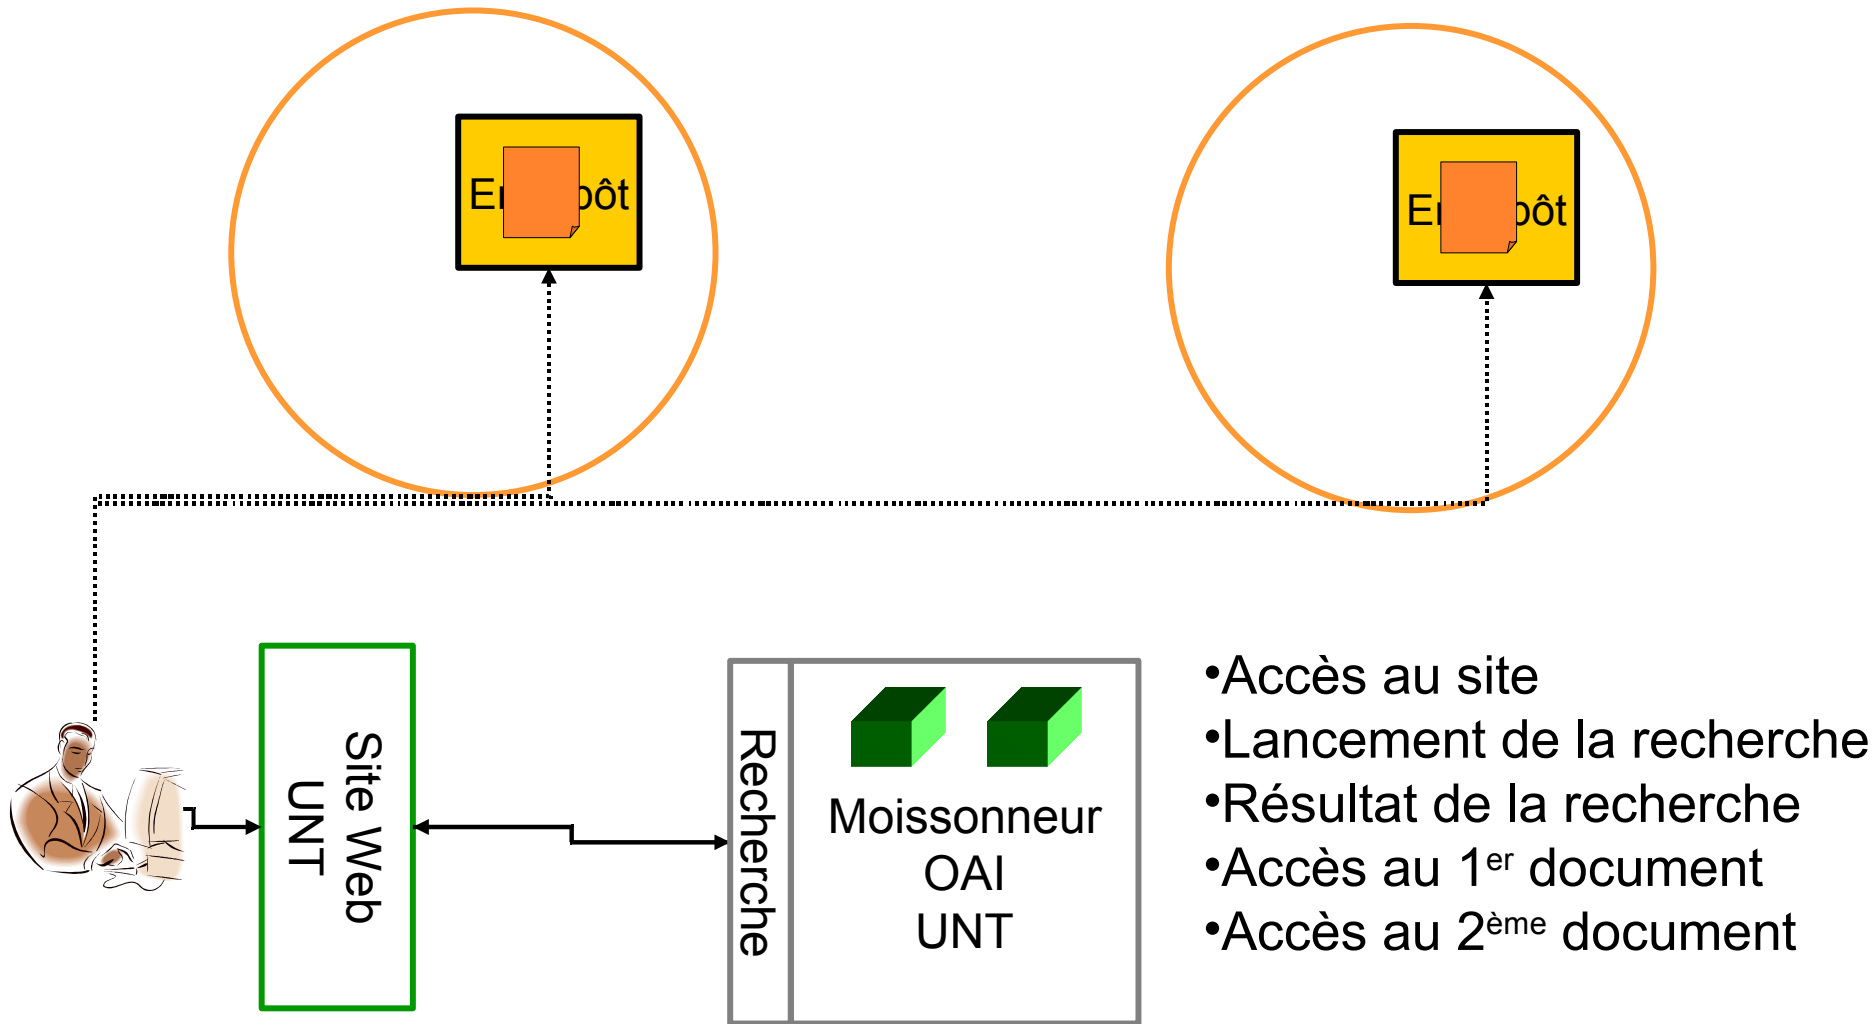 Site Web
UNT
Recherche
Moissonneur
OAI
UNT
•Accès au site
•Lancement de la recherche
•Résultat de la recherche
•Accès au 1er document
•Accès au 2ème document